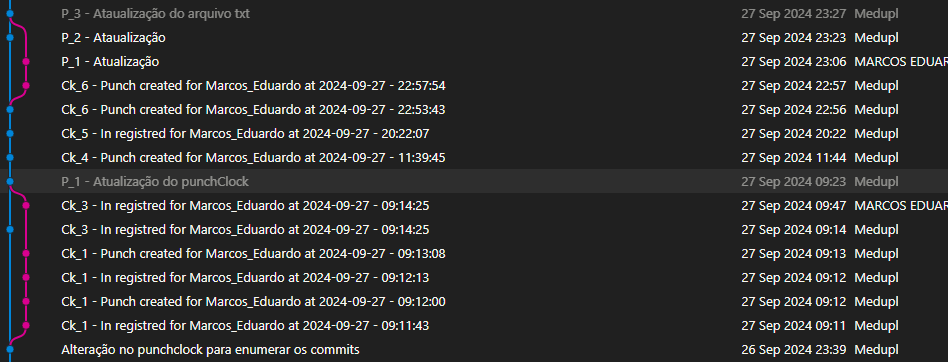 P_3 - Ataualização do arquivo txt 27 Sep 2024 23:27 Medupl
P_2 - Ataualização 27 Sep 2024 23:23 Medupl
P_1 - Atualização 27 Sep 2024 23:06 MARCOS EDUAR
Ck_6 - Punch created for Marcos_Eduardo at 2024-09-27 - 22:57:54 27 Sep 2024 22:57 Medupl
Ck_6 - Punch created for Marcos_Eduardo at 2024-09-27 - 22:53:43 27 Sep 2024 22:56 Medupl
Ck_5 - In registred for Marcos_Eduardo at 2024-09-27 - 20:22:07 27 Sep 2024 20:22 Medupl
Ck_4 - Punch created for Marcos_Eduardo at 2024-09-27 - 11:39:45 27 Sep 2024 11:44 Medupl
P_1 - Atualização do punchClock 27 Sep 2024 09:23 Medupl
Ck_3 - In registred for Marcos_Eduardo at 2024-09-27 - 09:14:25 27 Sep 2024 09:47 MARCOS EDUAR
Ck_3 - In registred for Marcos_Eduardo at 2024-09-27 - 09:14:25 27 Sep 2024 09:14 Medupl
Ck_1 - Punch created for Marcos_Eduardo at 2024-09-27 - 09:13:08 27 Sep 2024 09:13 Medupl
Ck_1 - In registred for Marcos_Eduardo at 2024-09-27 - 09:12:13 27 Sep 2024 09:12 Medupl
Ck_1 - Punch created for Marcos_Eduardo at 2024-09-27 - 09:12:00 27 Sep 2024 09:12 Medupl
Ck_1 - In registred for Marcos_Eduardo at 2024-09-27 - 09:11:43 27 Sep 2024 09:11 Medupl
Alteração no punchclock para enumerar os commits 26 Sep 2024 23:39 Medupl